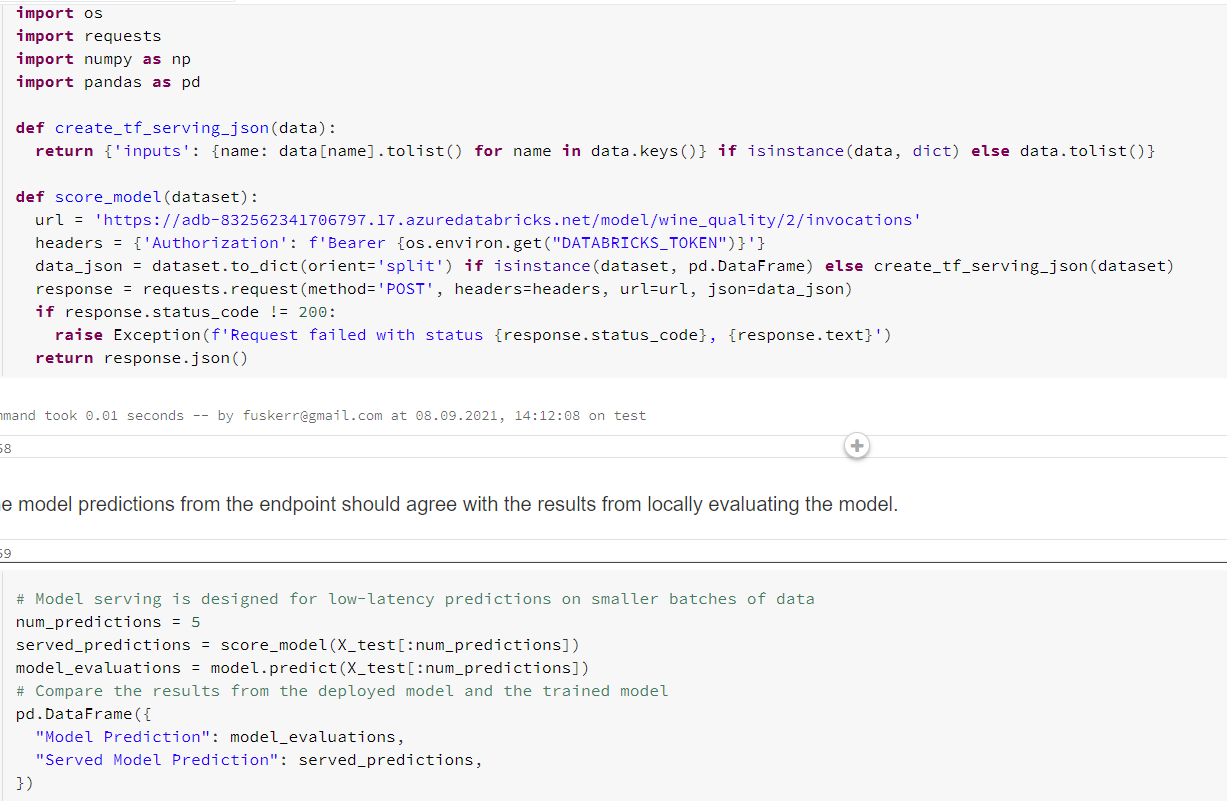 import os
import requests
import numpy as np
import pandas as pd
def create_tf_serving_json(data):
return {'inputs': {name: data[name].tolist() for name in data.keys()} if isinstance(data, dict) else data.tolist()}
def score_model(dataset):
url = 'https://adb-832562341706797.17.azuredatabricks.net/model/wine_quality/2/invocations'
headers = {'Authorization': f'Bearer {os.environ.get("DATABRICKS_TOKEN")}'}
data_json = dataset.to_dict(orient='split') if isinstance(dataset, pd.DataFrame) else create_tf_serving_json(dataset)
response = requests.request(method='POST', headers=headers, url=url, json=data_json)
if response.status_code != 200:
raise Exception(f'Request failed with status {response.status_code}, {response.text}')
return response.json()
mmand took 0.01 seconds -- by fuskerr@gmail.com at 08.09.2021, 14:12:08 on test
58
e model predictions from the endpoint should agree with the results from locally evaluating the model.
59
# Model serving is designed for low-latency predictions on smaller batches of data
num_predictions = 5
served_predictions = score_model(X_test[:num_predictions])
model_evaluations = model.predict(X_test[:num_predictions])
# Compare the results from the deployed model and the trained model
pd.DataFrame({
"Model Prediction": model_evaluations,
"Served Model Prediction": served_predictions,
})